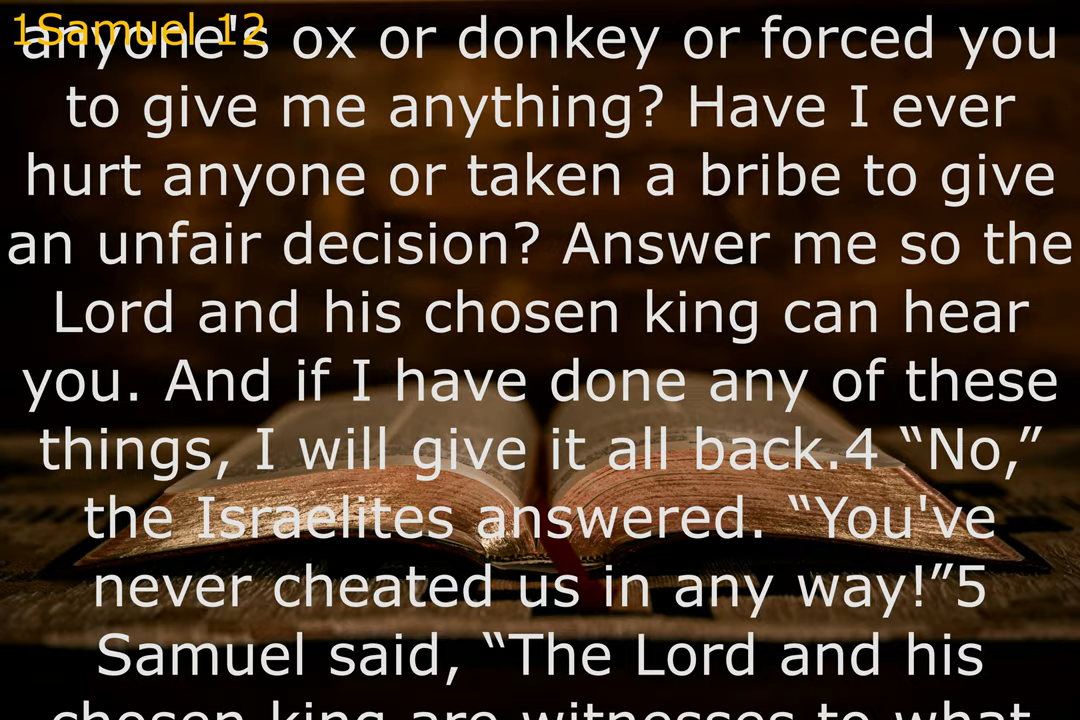 1Samuel 12
anyone's ox or donkey or forced you
to give me anything? Have I ever
hurt anyone or taken a bribe to give
an unfair decision? Answer me so the
Lord and his chosen king can hear
you. And if I have done any of these
things, I will give it all back.4 “No,”
the Israelites answered. “You've
never cheated us in any way!”5
Samuel said, “The Lord and his
chosen king are witnesses to what